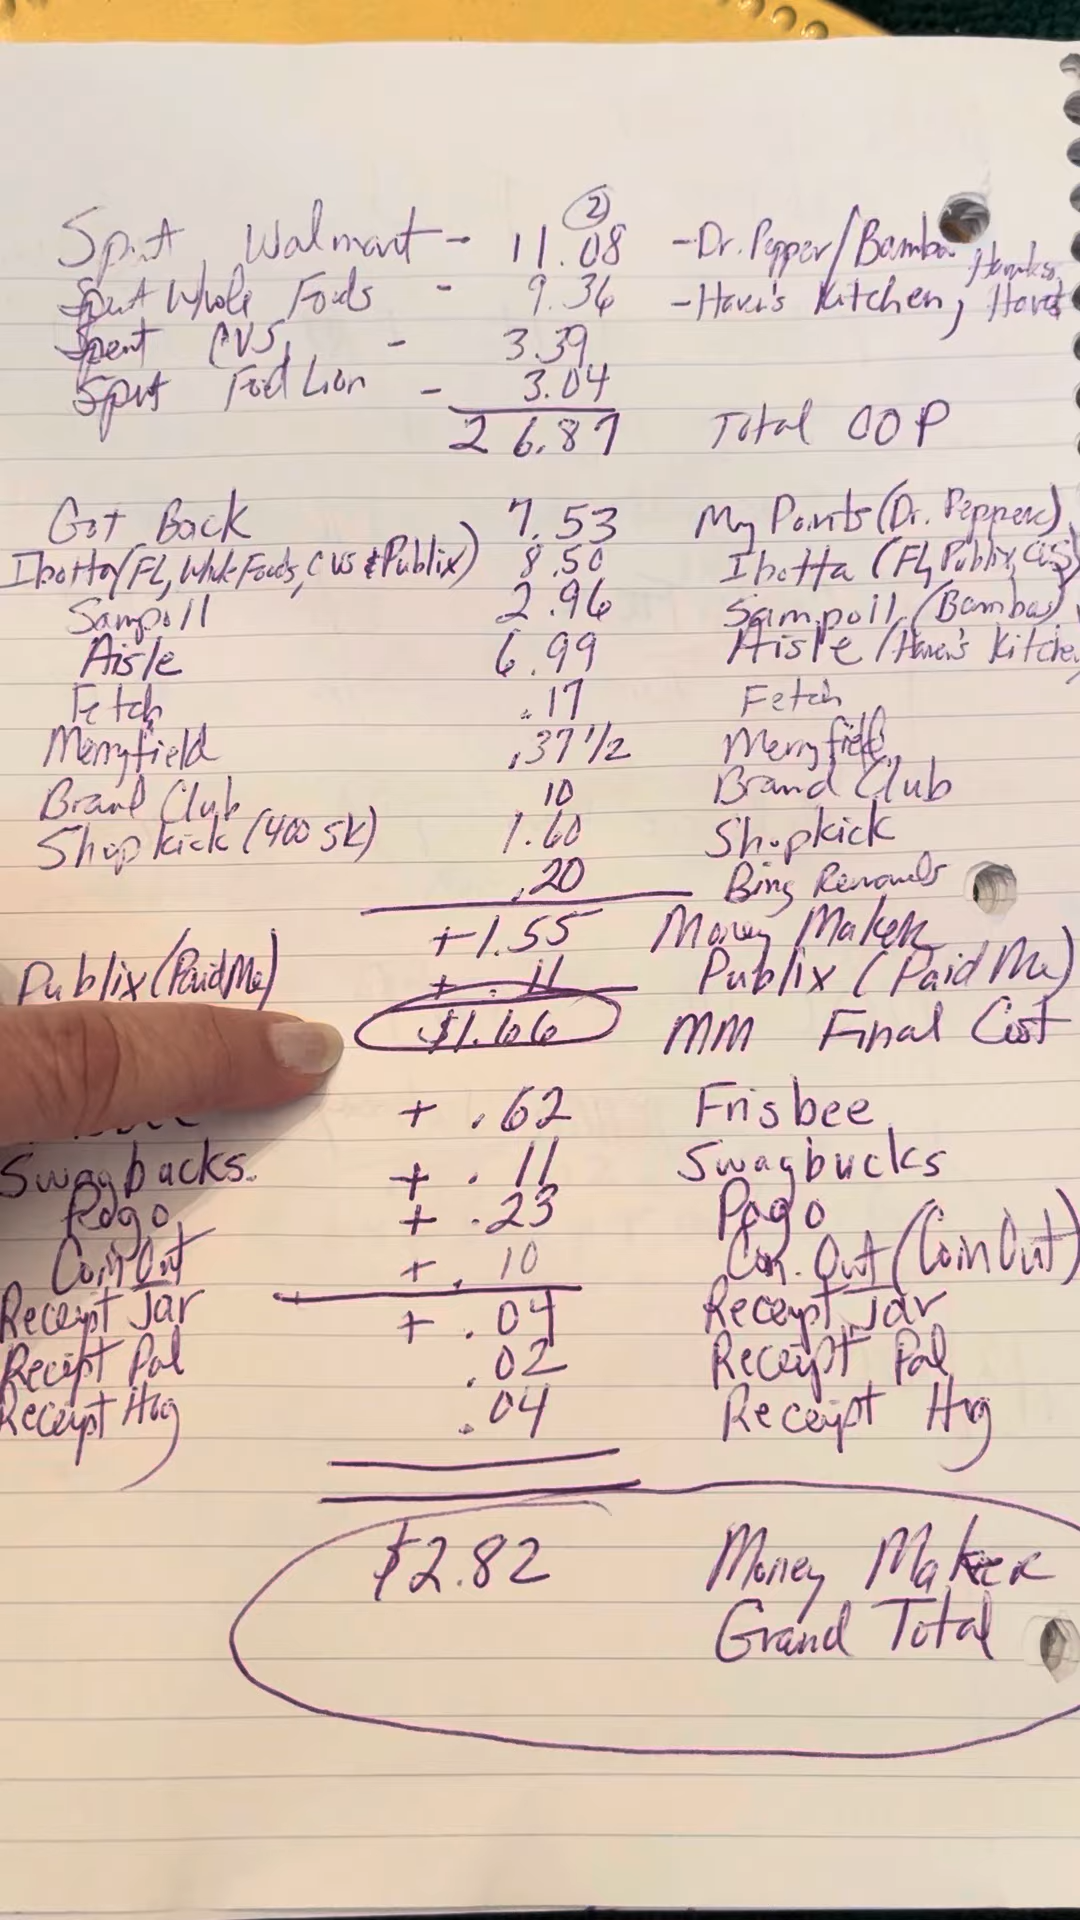 ②
Spent Walmart - 11.08 - Dr. Pepper/Bamba
Spent Whole Foods - 9.36 - Haven's Kitchen,
Spent CVS, - 3.39
Spent Food Lion - 3.04
26.87 Total OOP
Got Back 7.53 My Points (Dr. Pepper)
Ibotta (FL, Whole Foods, CVS & Publix) 8.50 Ibotta (FL, Publix, CVS)
Sampoll 2.96 Sampoll (Bambas)
Aisle 6.99 Aisle (Haven's Kitchen
Fetch .17 Fetch
Merryfield .37 1/2 Merryfield
Brand Club 10 Brand Club
Shopkick (400 SK) 1.60 Shopkick
.20 Bing Rewards
+1.55 Money Maker
Publix (Paid Me) + .11 Publix (Paid Me)
$1.66 MM Final Cost
+ .62 Frisbee
Swagbucks. + .11 Swagbucks
Pogo + .23 Pogo
Coin Out + .10 Coin Out (Coin Out)
Receipt Jar + .04 Receipt Jar
Receipt Pal .02 Receipt Pal
Receipt Hog .04 Receipt Hog
$2.82 Money Maker
Grand Total